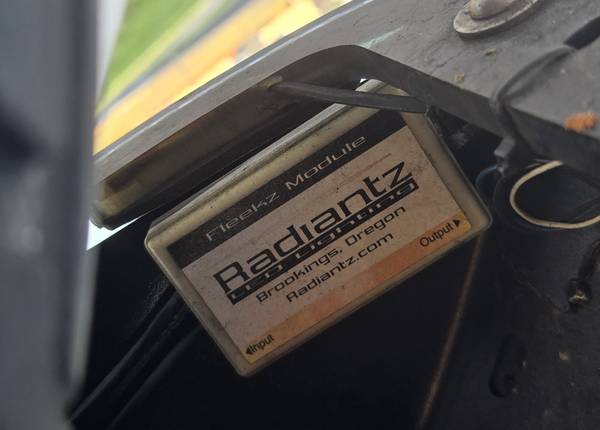 Fleekz Module
Radiantz
LED Lighting
Brookings, Oregon
Radiantz.com
Output
Input